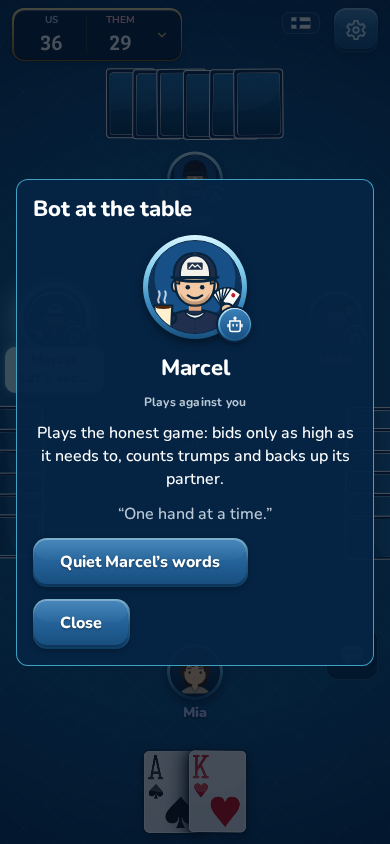 US
THEM
36
29
Bot at the table
Marcel
Plays against you
Plays the honest game: bids only as high as
it needs to, counts trumps and backs up its
partner.
“One hand at a time.”
Quiet Marcel’s words
Close
Mia
A
K